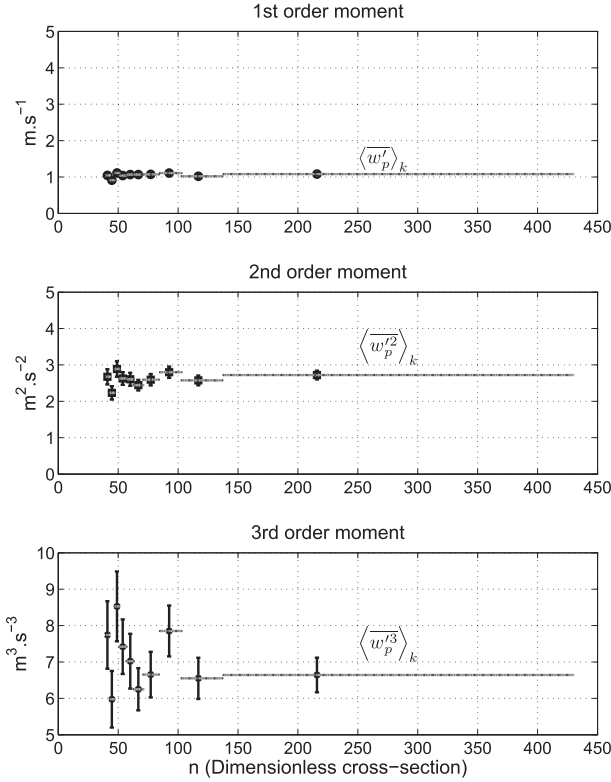 1st order moment
5
4
3
2
1
0
m.s⁻¹
⟨w̅′ₚ⟩ₖ
0 50 100 150 200 250 300 350 400 450
2nd order moment
5
4
3
2
1
0
m².s⁻²
⟨w̅′²ₚ⟩ₖ
0 50 100 150 200 250 300 350 400 450
3rd order moment
10
9
8
7
6
5
m³.s⁻³
⟨w̅′³ₚ⟩ₖ
0 50 100 150 200 250 300 350 400 450
n (Dimensionless cross−section)